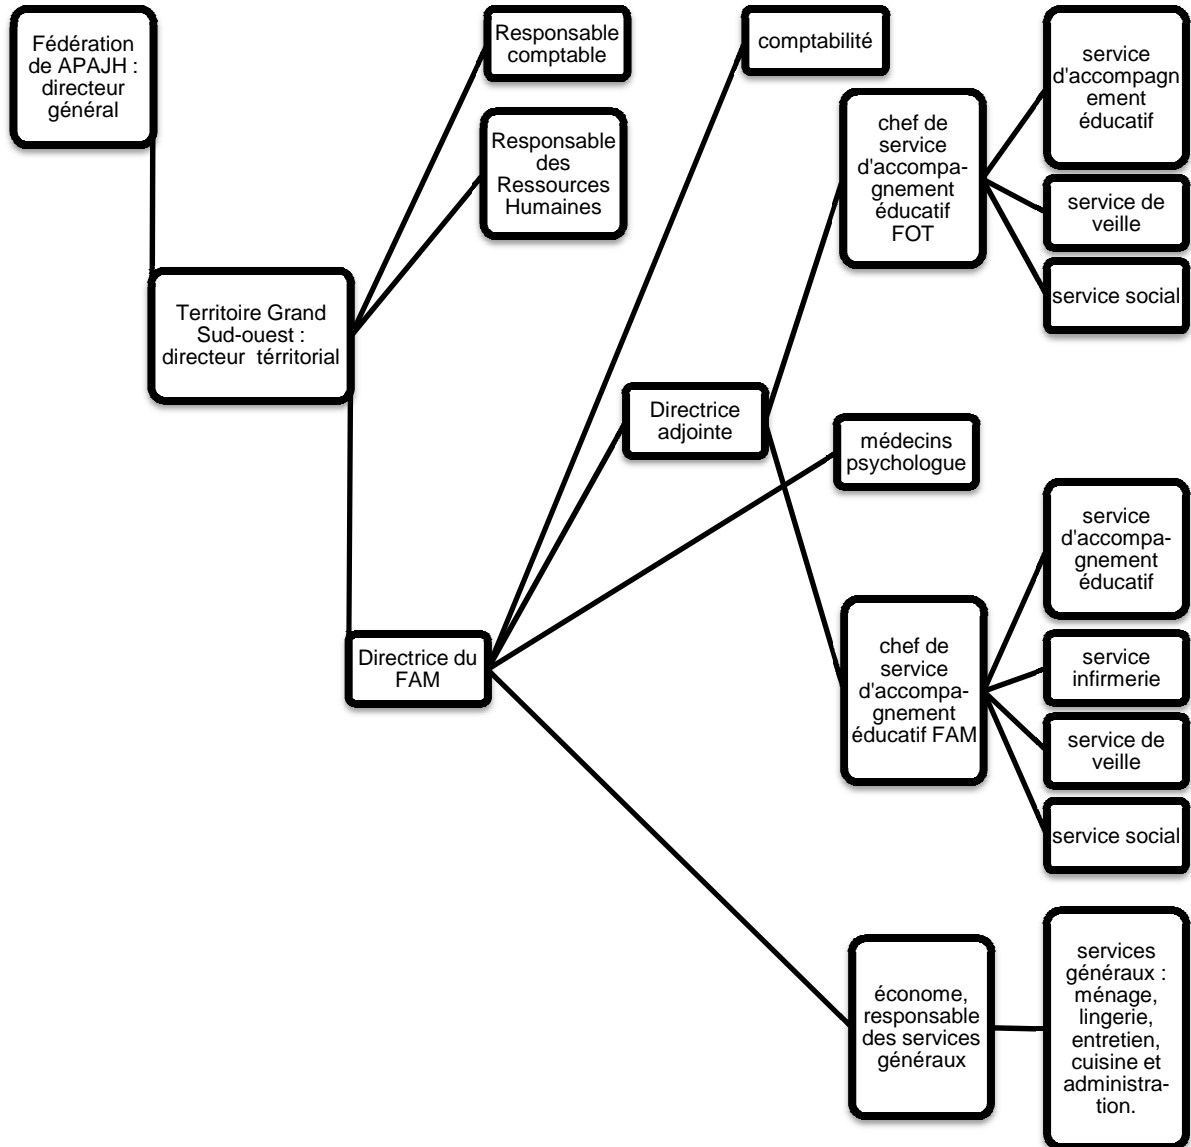 Fédération
de APAJH :
directeur
général
Responsable
comptable
Responsable
des
Ressources
Humaines
Territoire Grand
Sud-ouest :
directeur  térritorial
Directrice du
FAM
comptabilité
Directrice
adjointe
médecins
psychologue
chef de
service
d'accompa-
gnement
éducatif
FOT
service
d'accompagn
ement
éducatif
service de
veille
service social
chef de
service
d'accompa-
gnement
éducatif FAM
service
d'accompa-
gnement
éducatif
service
infirmerie
service de
veille
service social
économe,
responsable
des services
généraux
services
généraux :
ménage,
lingerie,
entretien,
cuisine et
administra-
tion.